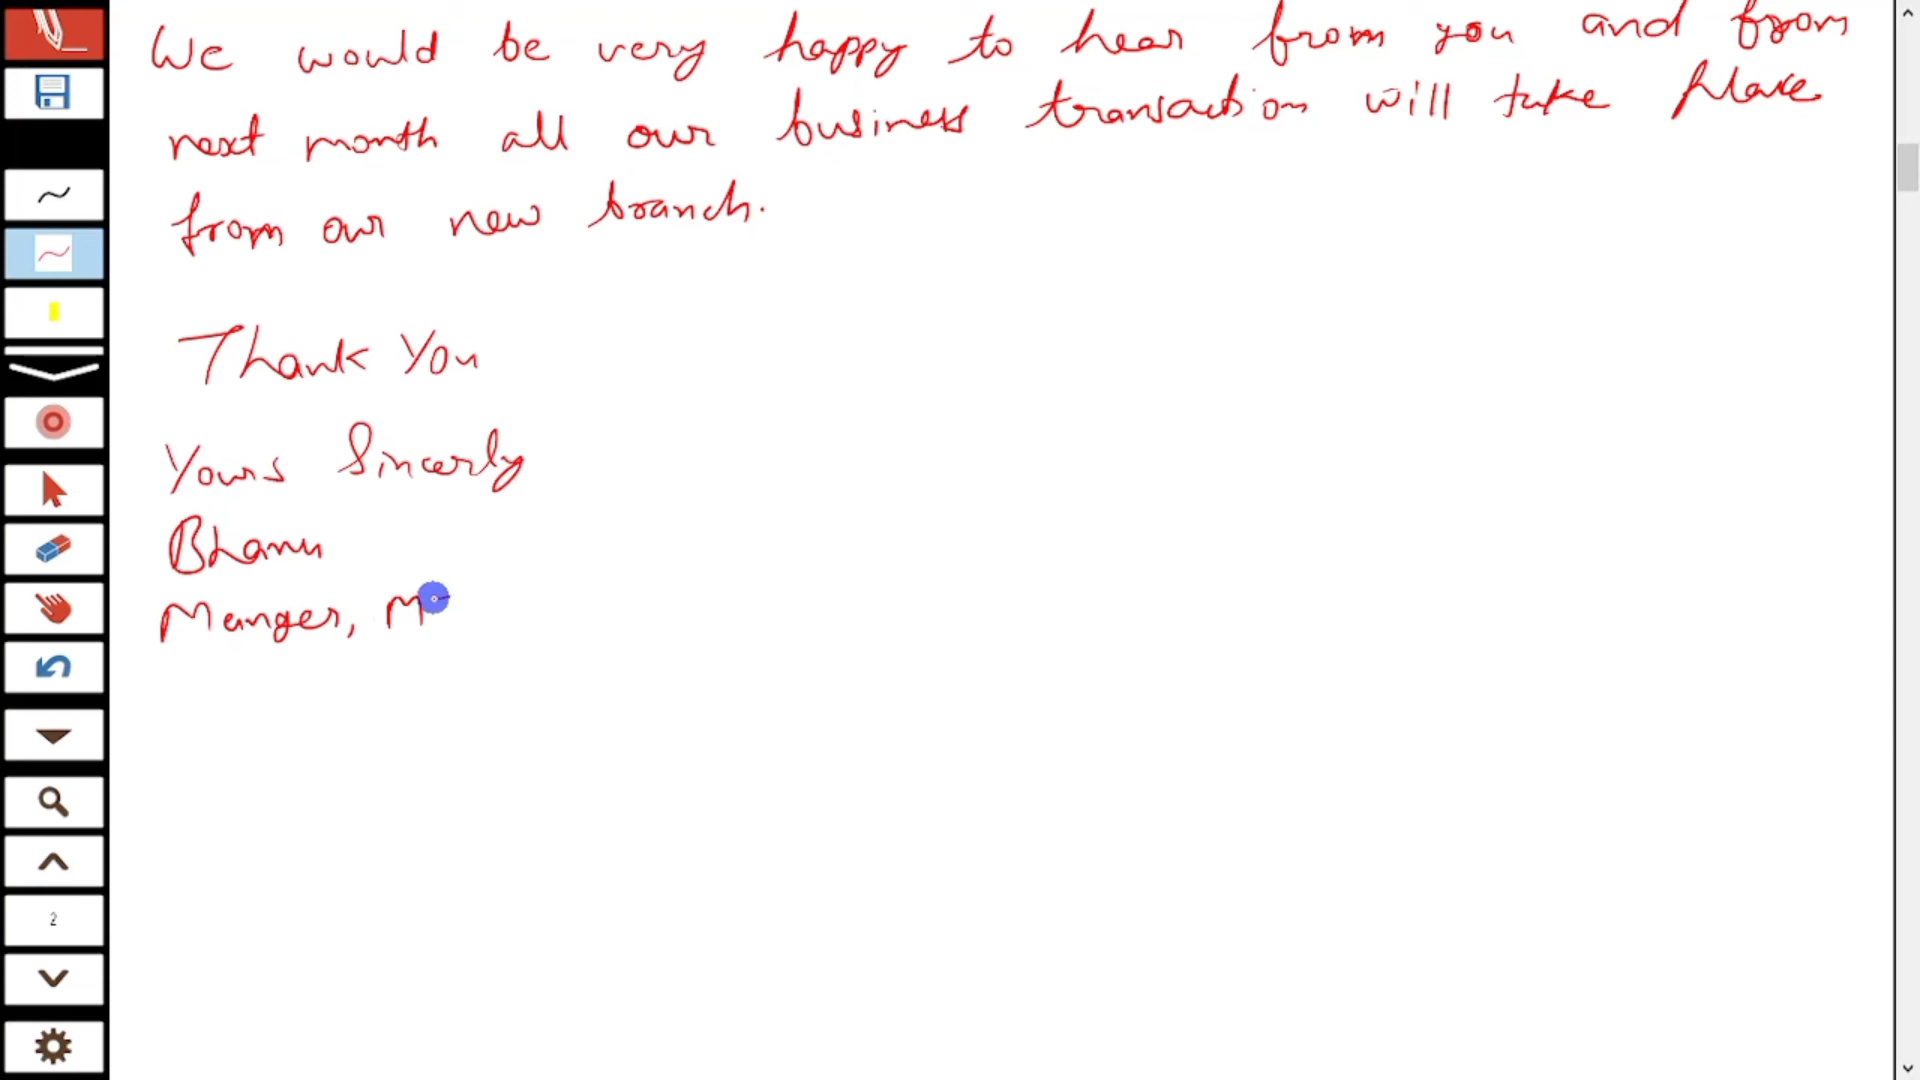 We would be very happy to hear from you and from
next month all our business transaction will take place
from our new branch.
Thank You
Yours Sincerly
Bhanu
Manger, M
2